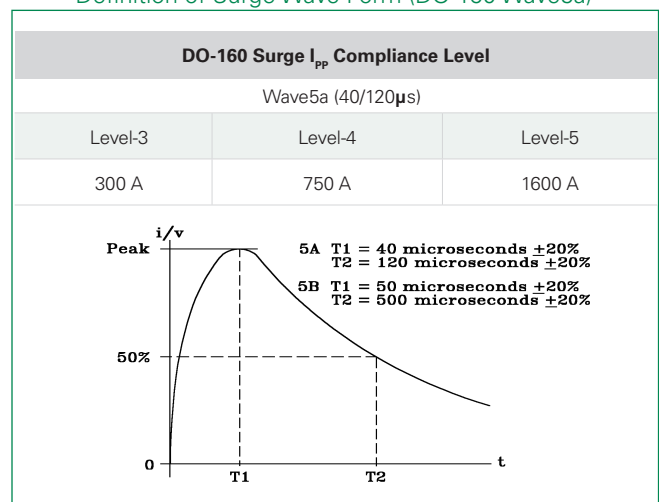 Definition of Surge Wave Form (DO-160 Wave5a)
DO-160 Surge Ipp Compliance Level
Wave5a (40/120µs)
Level-3 Level-4 Level-5
300 A 750 A 1600 A
i/v
Peak
5A T1 = 40 microseconds ±20%
T2 = 120 microseconds ±20%
5B T1 = 50 microseconds ±20%
T2 = 500 microseconds ±20%
50%
0
t
T1 T2